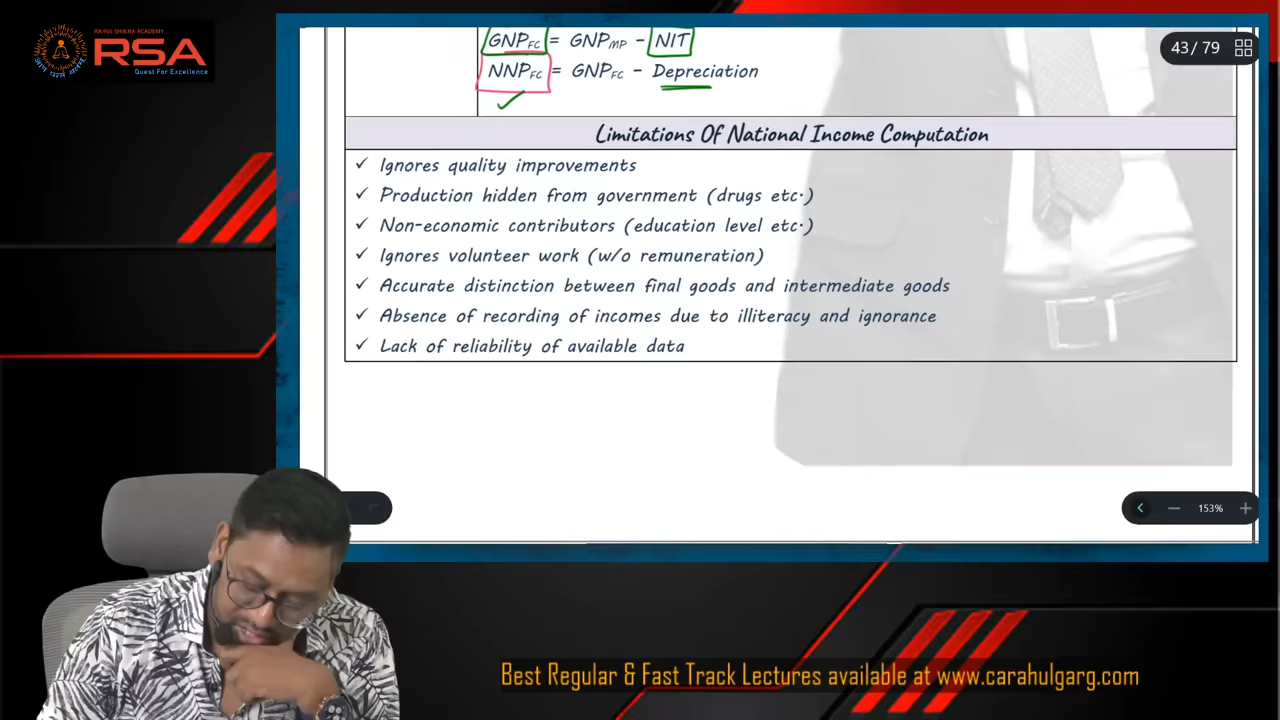 RAHUL SHIKHA ACADEMY
RSA
Quest For Excellence
GNPFC = GNPMP – NIT
NNPFC = GNPFC – Depreciation
43 / 79
Limitations Of National Income Computation
✓ Ignores quality improvements
✓ Production hidden from government (drugs etc.)
✓ Non-economic contributors (education level etc.)
✓ Ignores volunteer work (w/o remuneration)
✓ Accurate distinction between final goods and intermediate goods
✓ Absence of recording of incomes due to illiteracy and ignorance
✓ Lack of reliability of available data
153%
Best Regular & Fast Track Lectures available at www.carahulgarg.com